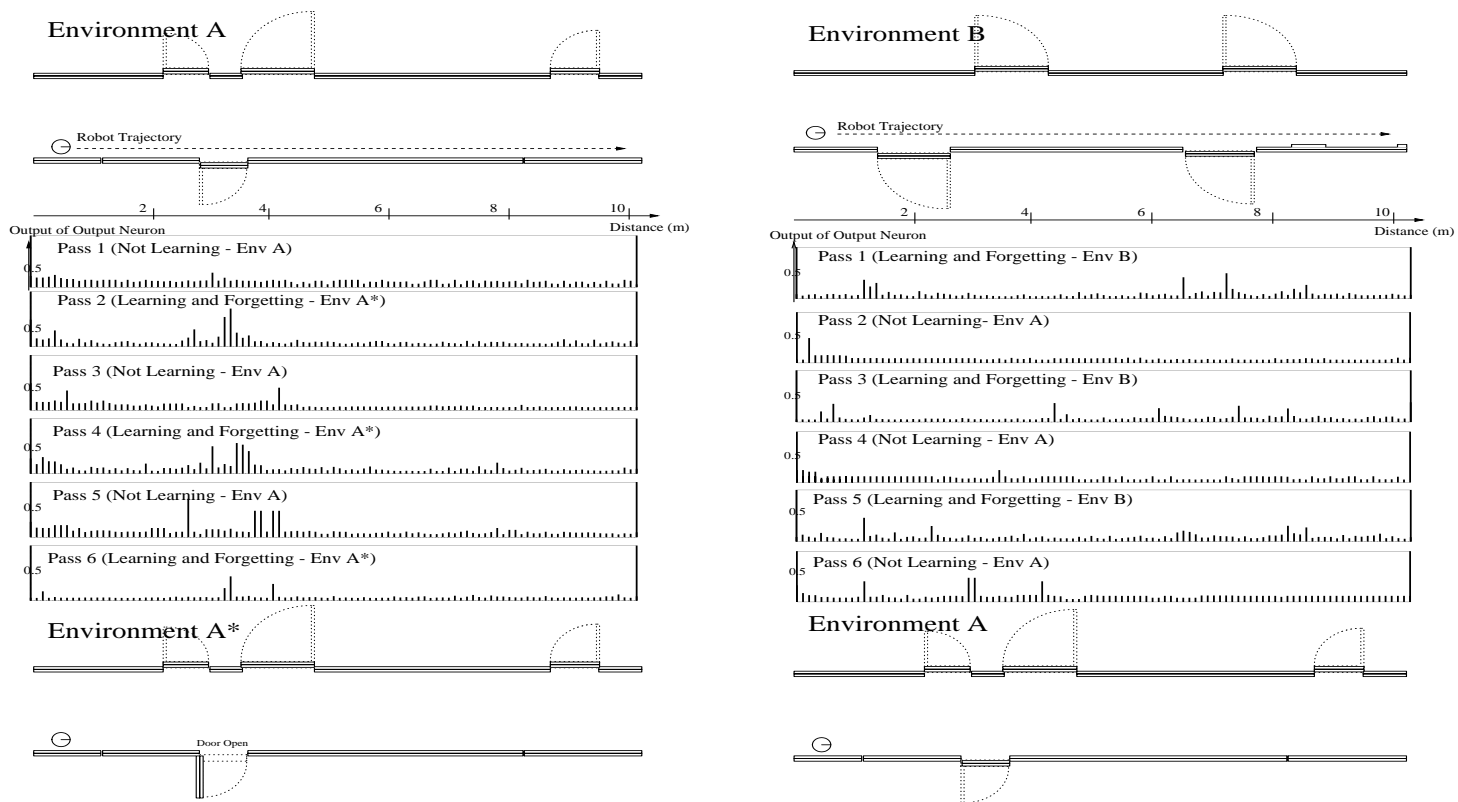 Environment A
Robot Trajectory
2 4 6 8 10
Output of Output Neuron
Distance (m)
Pass 1 (Not Learning - Env A)
0.5
Pass 2 (Learning and Forgetting - Env A*)
0.5
Pass 3 (Not Learning - Env A)
0.5
Pass 4 (Learning and Forgetting - Env A*)
0.5
Pass 5 (Not Learning - Env A)
0.5
Pass 6 (Learning and Forgetting - Env A*)
0.5
Environment A*
Door Open
Environment B
Robot Trajectory
2 4 6 8 10
Output of Output Neuron
Distance (m)
Pass 1 (Learning and Forgetting - Env B)
0.5
Pass 2 (Not Learning- Env A)
0.5
Pass 3 (Learning and Forgetting - Env B)
0.5
Pass 4 (Not Learning - Env A)
0.5
Pass 5 (Learning and Forgetting - Env B)
0.5
Pass 6 (Not Learning - Env A)
0.5
Environment A